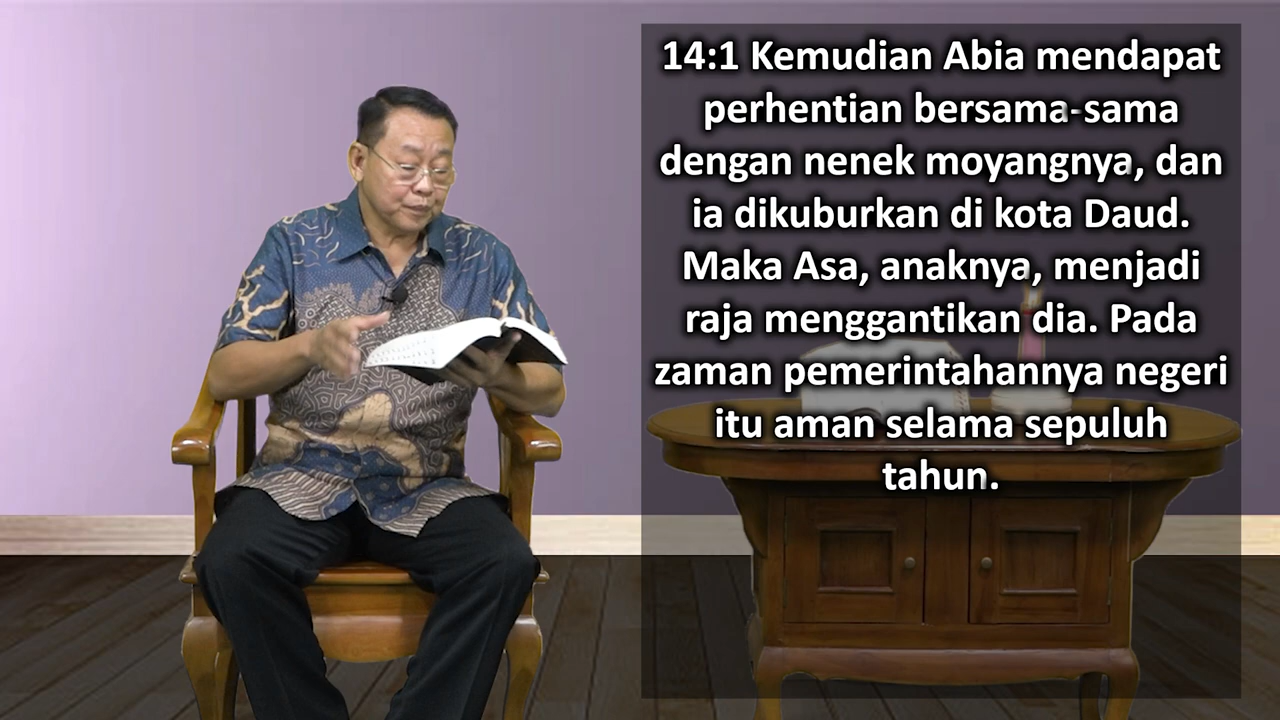 14:1 Kemudian Abia mendapat
perhentian bersama-sama
dengan nenek moyangnya, dan
ia dikuburkan di kota Daud.
Maka Asa, anaknya, menjadi
raja menggantikan dia. Pada
zaman pemerintahannya negeri
itu aman selama sepuluh
tahun.